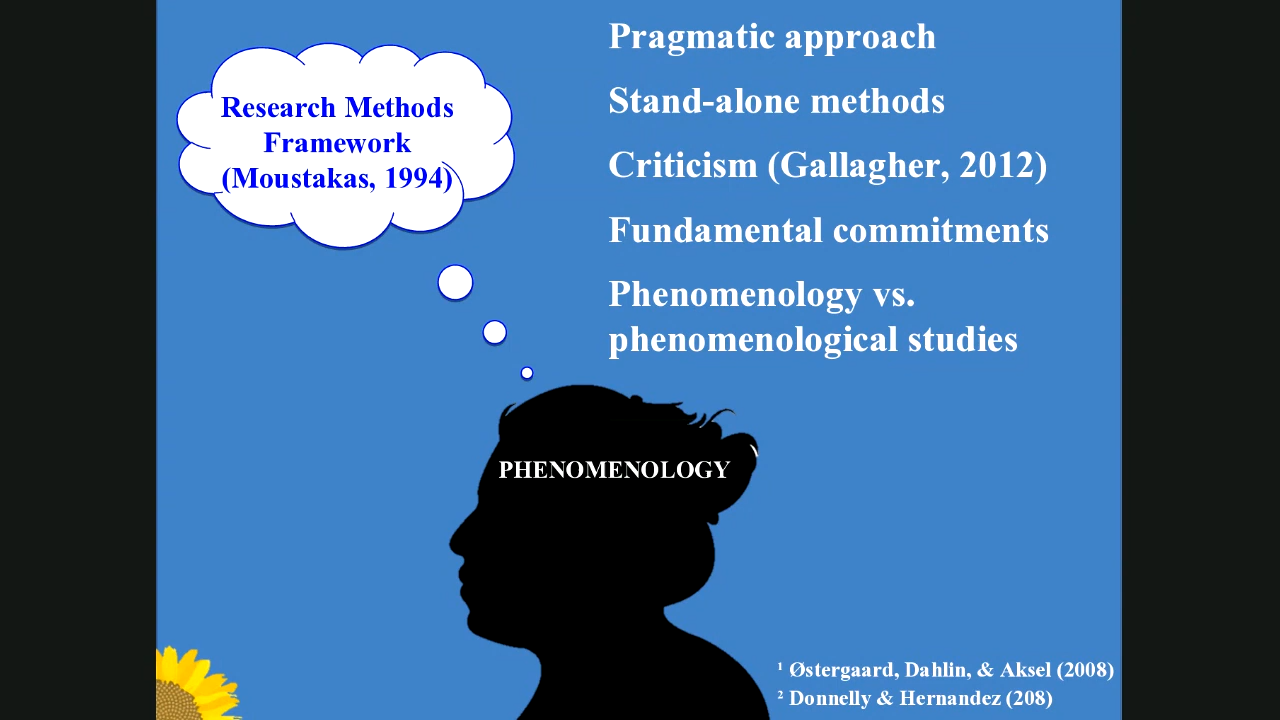 Research Methods
Framework
(Moustakas, 1994)
Pragmatic approach
Stand-alone methods
Criticism (Gallagher, 2012)
Fundamental commitments
Phenomenology vs.
phenomenological studies
PHENOMENOLOGY
¹ Østergaard, Dahlin, & Aksel (2008)
² Donnelly & Hernandez (208)